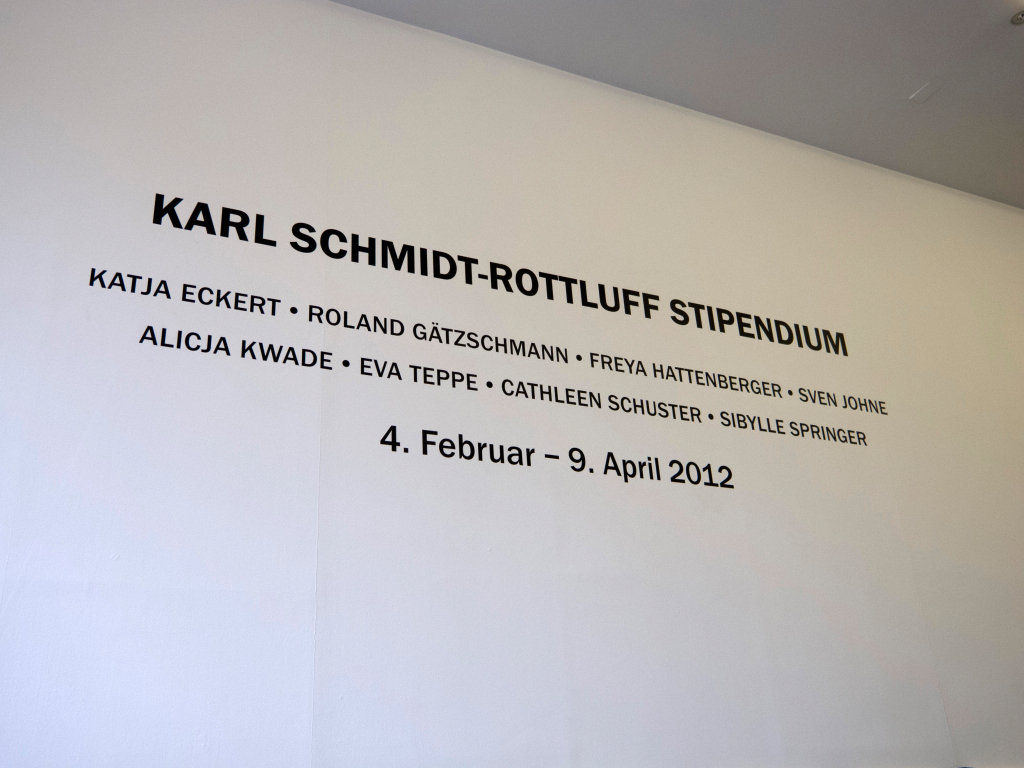 KARL SCHMIDT-ROTTLUFF STIPENDIUM
KATJA ECKERT • ROLAND GÄTZSCHMANN • FREYA HATTENBERGER • SVEN JOHNE
ALICJA KWADE • EVA TEPPE • CATHLEEN SCHUSTER • SIBYLLE SPRINGER
4. Februar – 9. April 2012